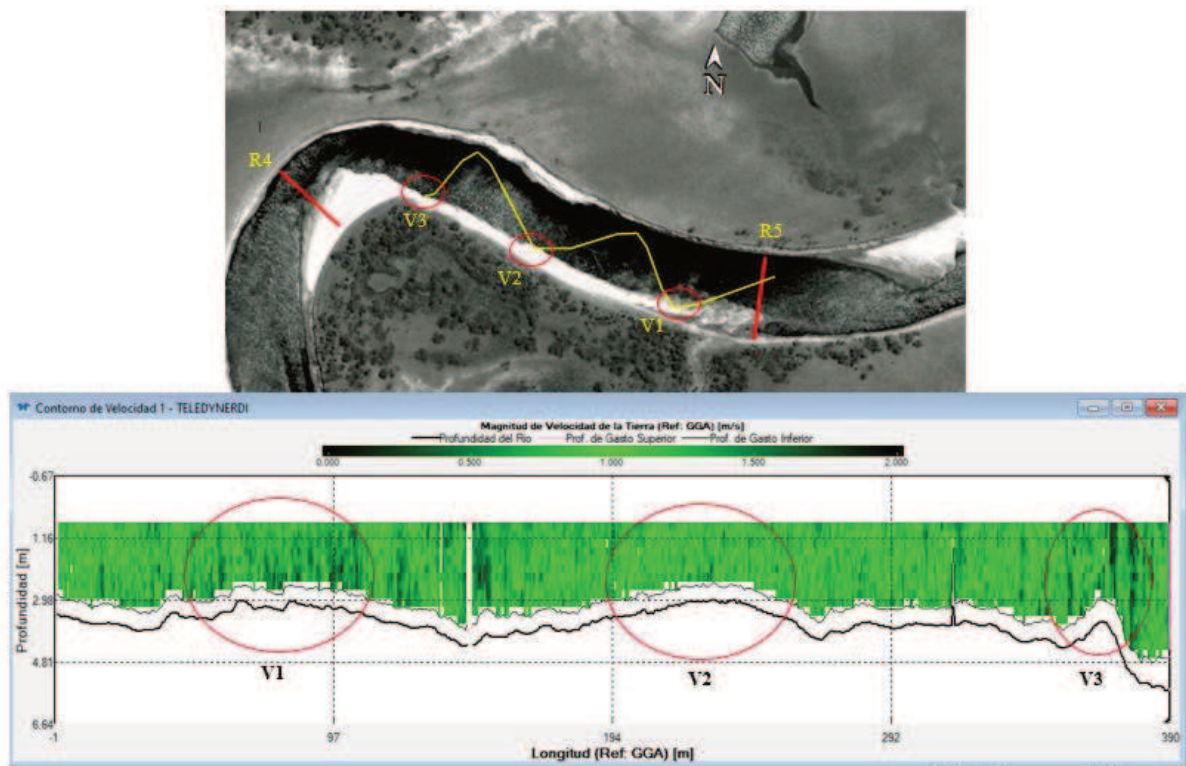 N
R4
V3
V2
R5
V1
Contorno de Velocidad 1 - TELEDYNERDI
Magnitud de Velocidad de la Tierra (Ref: GGA) [m/s]
Profundidad del Rio Prof. de Gasto Superior Prof. de Gasto Inferior
0.000 0.500 1.000 1.500 2.000
-0.67
1.16
2.98
4.81
6.64
Profundidad [m]
V1 V2 V3
-1 97 194 292 390
Longitud (Ref: GGA) [m]